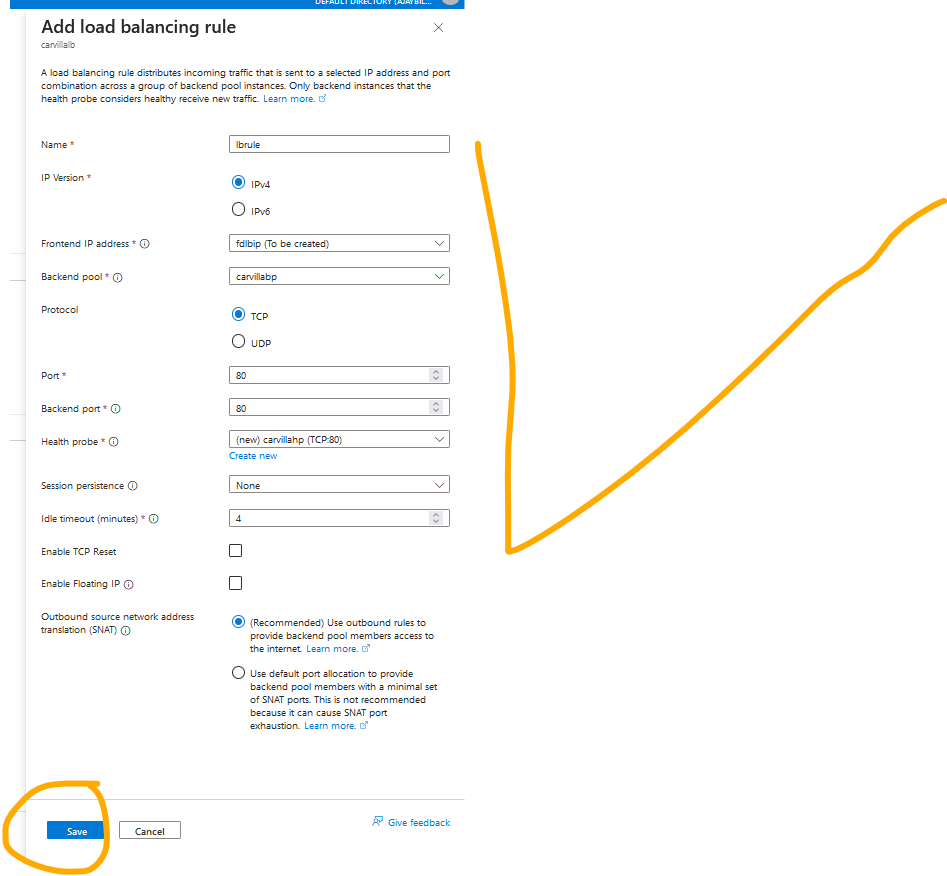 DEFAULT DIRECTORY (AJAYBIL...
Add load balancing rule
carvillalb
A load balancing rule distributes incoming traffic that is sent to a selected IP address and port
combination across a group of backend pool instances. Only backend instances that the
health probe considers healthy receive new traffic. Learn more.
Name *
lbrule
IP Version *
IPv4
IPv6
Frontend IP address *
fdlbip (To be created)
Backend pool *
carvillabp
Protocol
TCP
UDP
Port *
80
Backend port *
80
Health probe *
(new) carvillahp (TCP:80)
Create new
Session persistence
None
Idle timeout (minutes) *
4
Enable TCP Reset
Enable Floating IP
Outbound source network address
translation (SNAT)
(Recommended) Use outbound rules to
provide backend pool members access to
the internet. Learn more.
Use default port allocation to provide
backend pool members with a minimal set
of SNAT ports. This is not recommended
because it can cause SNAT port
exhaustion. Learn more.
Save
Cancel
Give feedback